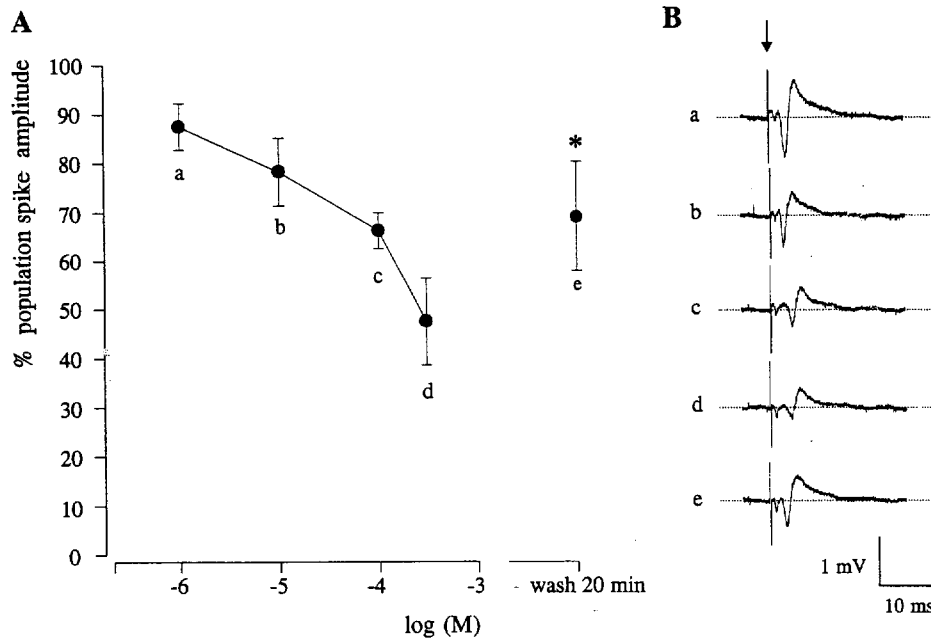 A
B
% population spike amplitude
100
90
80
70
60
50
40
30
20
10
0
a
b
c
d
*
e
-6
-5
-4
-3
wash 20 min
log (M)
a
b
c
d
e
1 mV
10 ms